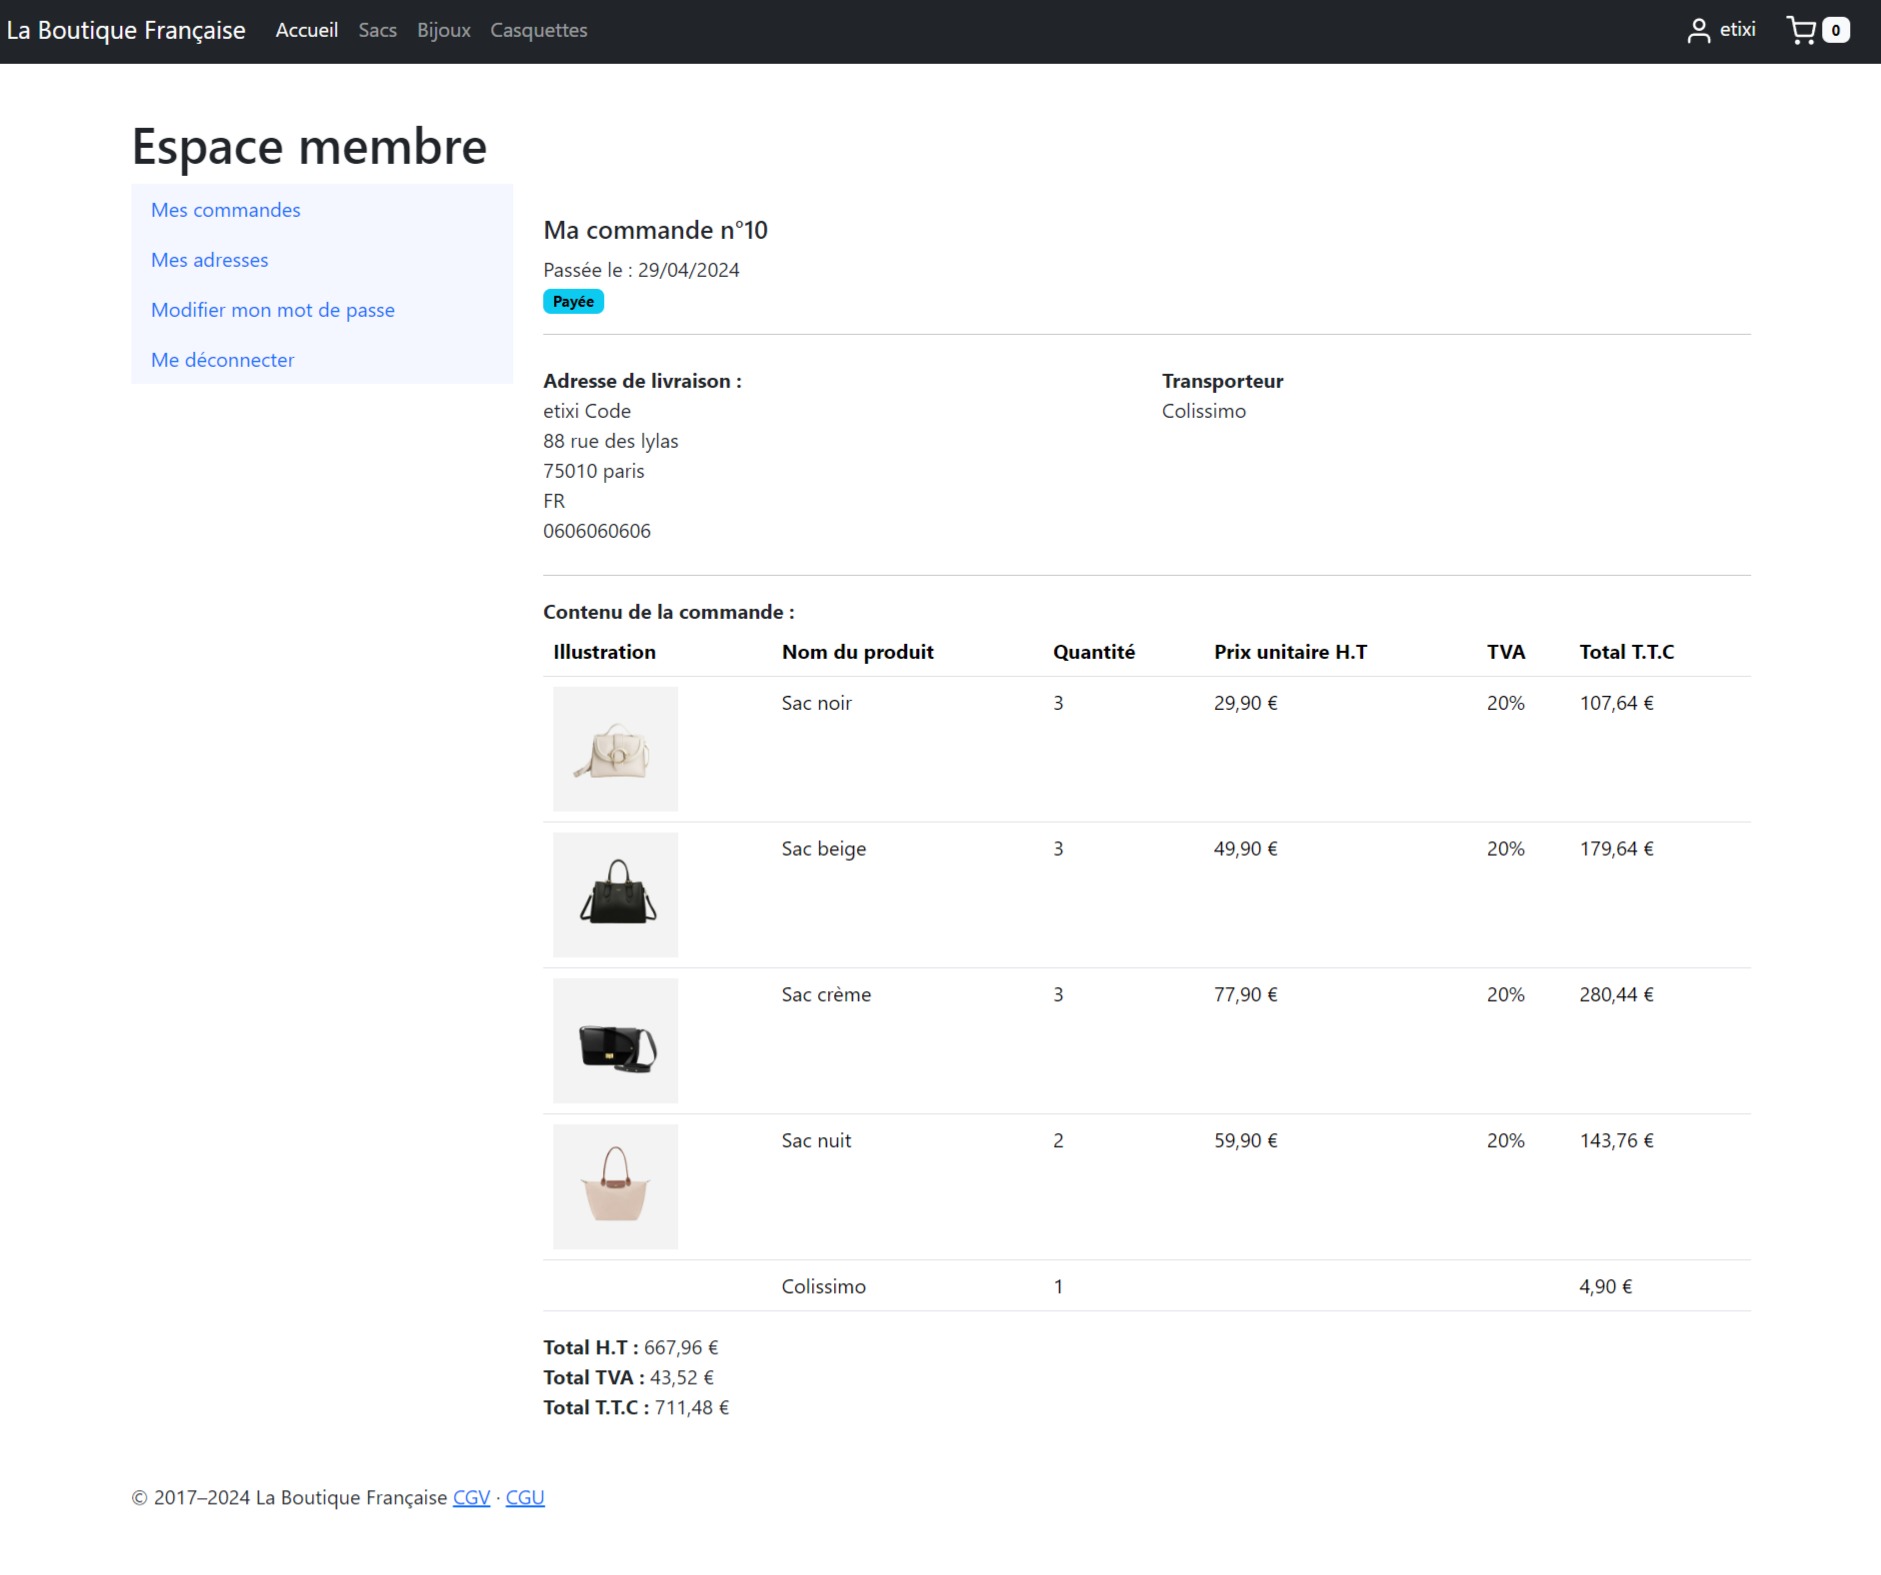 La Boutique Française Accueil Sacs Bijoux Casquettes etixi 0
Espace membre
Mes commandes
Mes adresses
Modifier mon mot de passe
Me déconnecter
Ma commande n°10
Passée le : 29/04/2024
Payée
Adresse de livraison :
etixi Code
88 rue des lylas
75010 paris
FR
0606060606
Transporteur
Colissimo
Contenu de la commande :
Illustration Nom du produit Quantité Prix unitaire H.T TVA Total T.T.C
Sac noir 3 29,90 € 20% 107,64 €
Sac beige 3 49,90 € 20% 179,64 €
Sac crème 3 77,90 € 20% 280,44 €
Sac nuit 2 59,90 € 20% 143,76 €
Colissimo 1 4,90 €
Total H.T : 667,96 €
Total TVA : 43,52 €
Total T.T.C : 711,48 €
© 2017–2024 La Boutique Française CGV · CGU